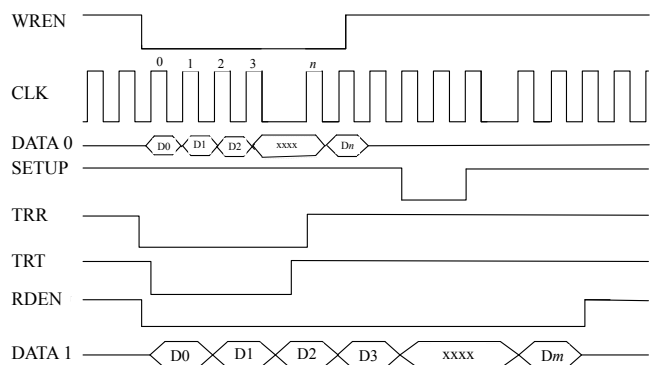 WREN
0 1 2 3 n
CLK
DATA 0 D0 D1 D2 xxxx Dn
SETUP
TRR
TRT
RDEN
DATA 1 D0 D1 D2 D3 xxxx Dm